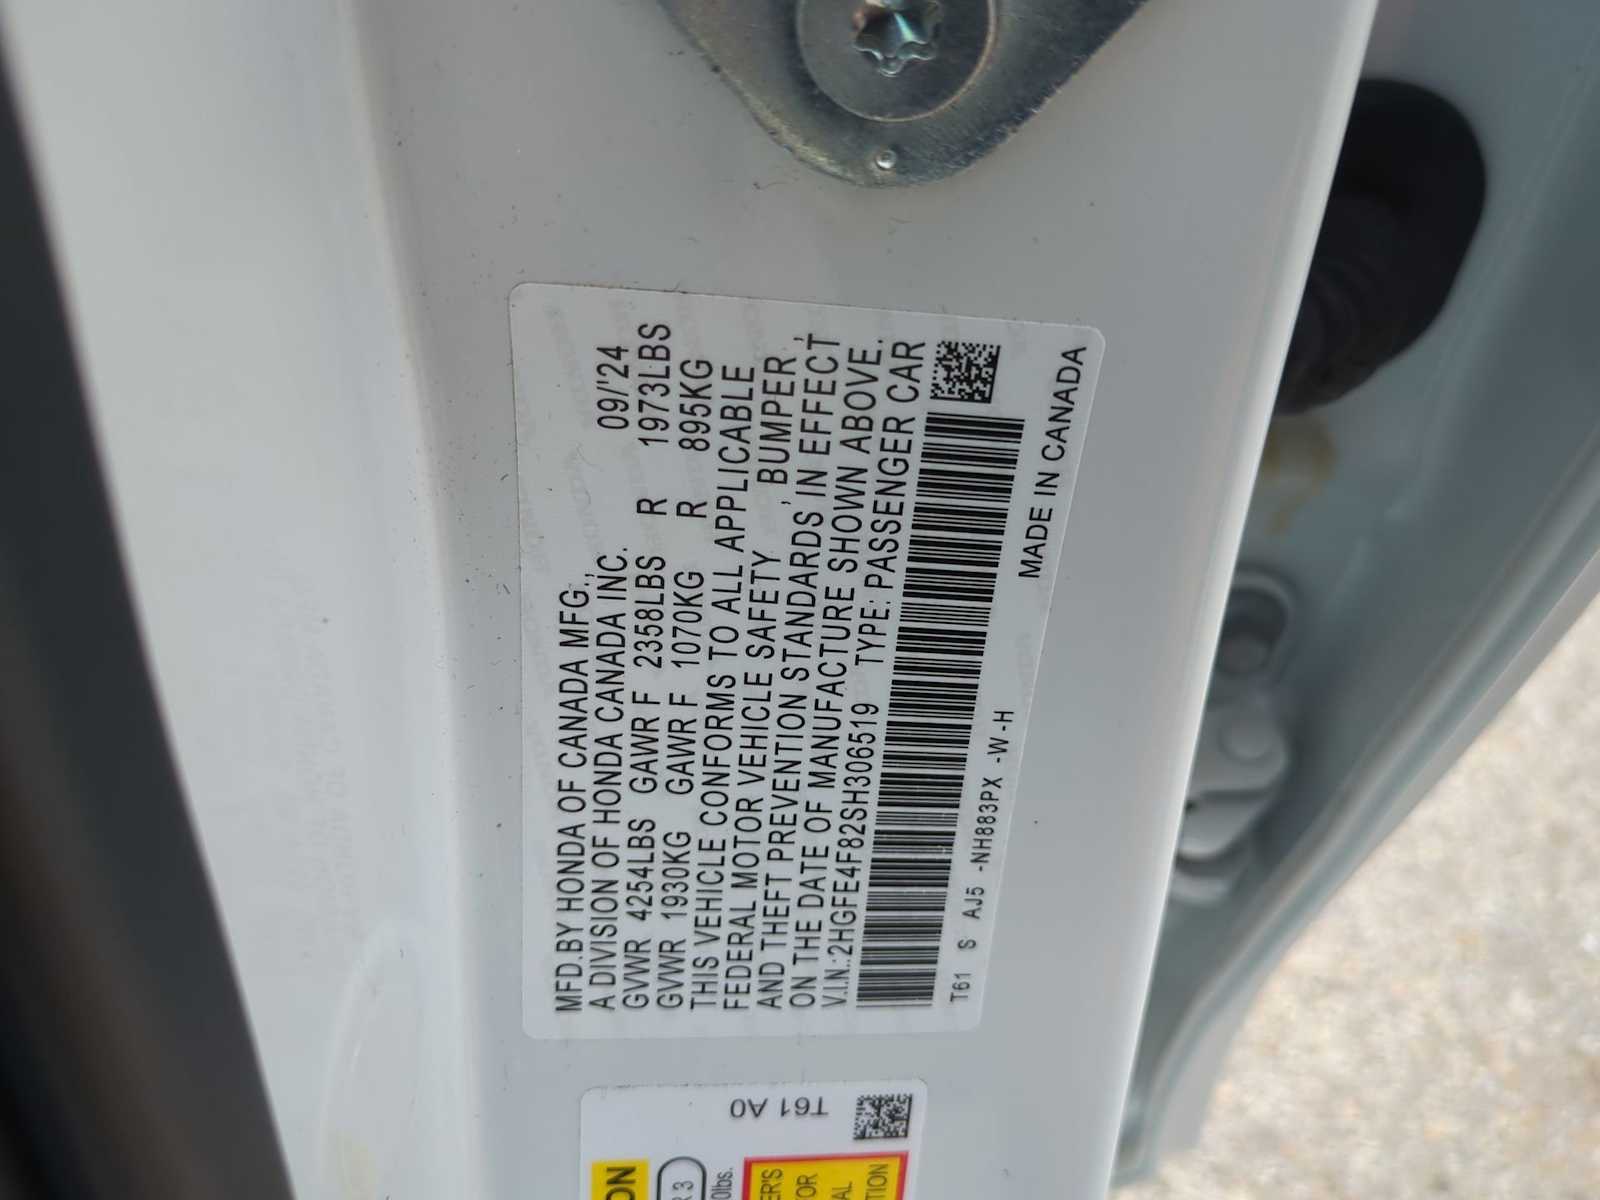 MFD.BY HONDA OF CANADA MFG.,
A DIVISION OF HONDA CANADA INC. 09/'24
GVWR 4254LBS GAWR F 2358LBS R 1973LBS
GVWR 1930KG GAWR F 1070KG R 895KG
THIS VEHICLE CONFORMS TO ALL APPLICABLE
FEDERAL MOTOR VEHICLE SAFETY , BUMPER ,
AND THEFT PREVENTION STANDARDS IN EFFECT
ON THE DATE OF MANUFACTURE SHOWN ABOVE.
V.I.N.:2HGFE4F82SH306519 TYPE: PASSENGER CAR
T61 S AJ5 -NH883PX -W-H
MADE IN CANADA
T61 A0